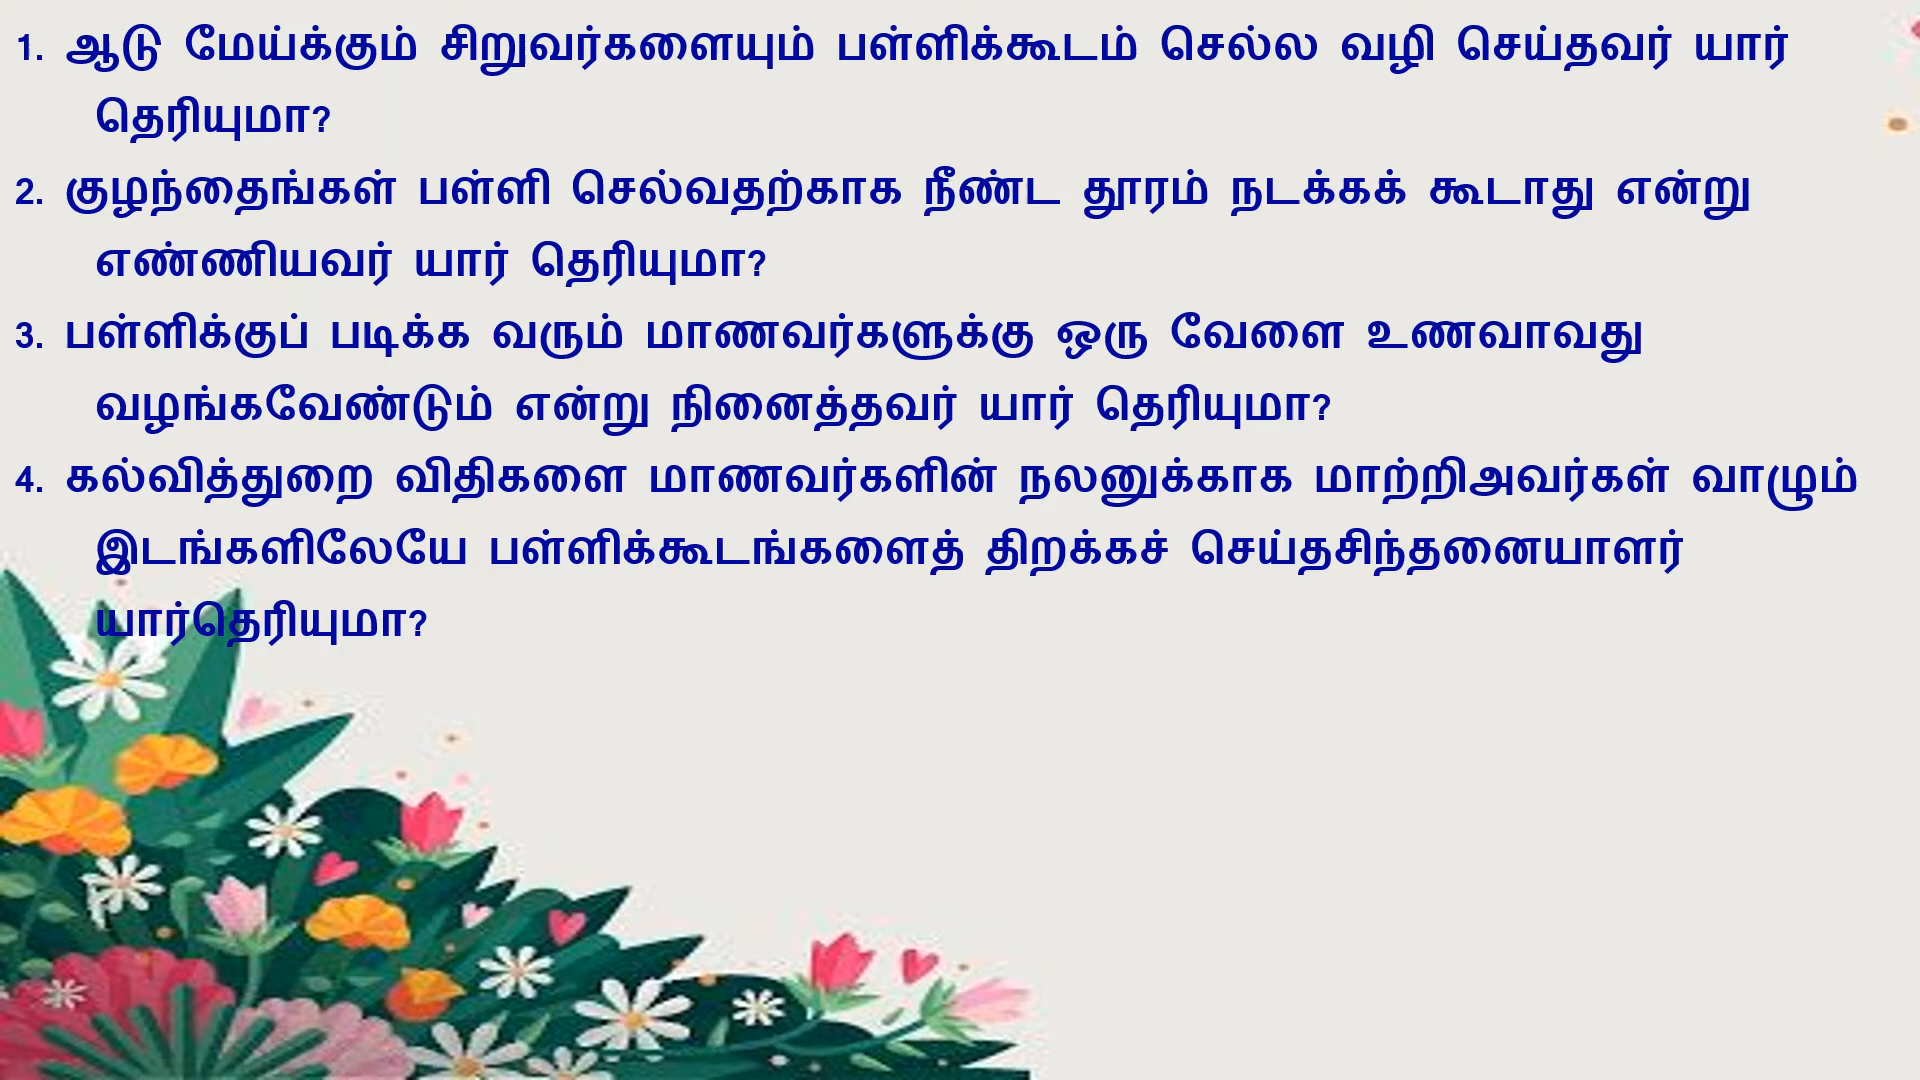 1. ஆடு மேய்க்கும் சிறுவர்களையும் பள்ளிக்கூடம் செல்ல வழி செய்தவர் யார்
தெரியுமா?
2. குழந்தைங்கள் பள்ளி செல்வதற்காக நீண்ட தூரம் நடக்கக் கூடாது என்று
எண்ணியவர் யார் தெரியுமா?
3. பள்ளிக்குப் படிக்க வரும் மாணவர்களுக்கு ஒரு வேளை உணவாவது
வழங்கவேண்டும் என்று நினைத்தவர் யார் தெரியுமா?
4. கல்வித்துறை விதிகளை மாணவர்களின் நலனுக்காக மாற்றிஅவர்கள் வாழும்
இடங்களிலேயே பள்ளிக்கூடங்களைத் திறக்கச் செய்தசிந்தனையாளர்
யார்தெரியுமா?